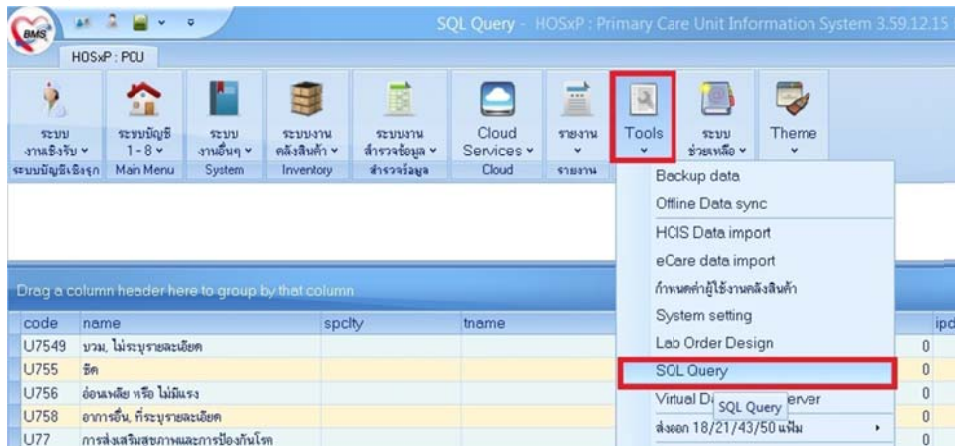 BMS
SQL Query - HOSxP : Primary Care Unit Information System 3.59.12.15
HOSxP : PCU
ระบบ
งานเชิงรับ
ระบบบัญชี
1 - 8
ระบบ
งานอื่นๆ
ระบบงาน
คลังสินค้า
ระบบงาน
สำรวจข้อมูล
Cloud
Services
รายงาน
Tools
ระบบ
ช่วยเหลือ
Theme
ระบบบัญชีเชิงรุก
Main Menu
System
Inventory
สำรวจข้อมูล
Cloud
รายงาน
Backup data
Offline Data sync
HCIS Data import
eCare data import
กำหนดค่าผู้ใช้งานคลังสินค้า
System setting
Lab Order Design
SQL Query
Virtual D erver
SQL Query
ส่งออก 18/21/43/50 แฟ้ม
Drag a column header here to group by that column
code name spclty tname ipd
U7549 บวม, ไม่ระบุรายละเอียด 0
U755 ซีด 0
U756 อ่อนเพลีย หรือ ไม่มีแรง 0
U758 อาการอื่น, ที่ระบุรายละเอียด 0
U77 การส่งเสริมสุขภาพและการป้องกันโรค 0